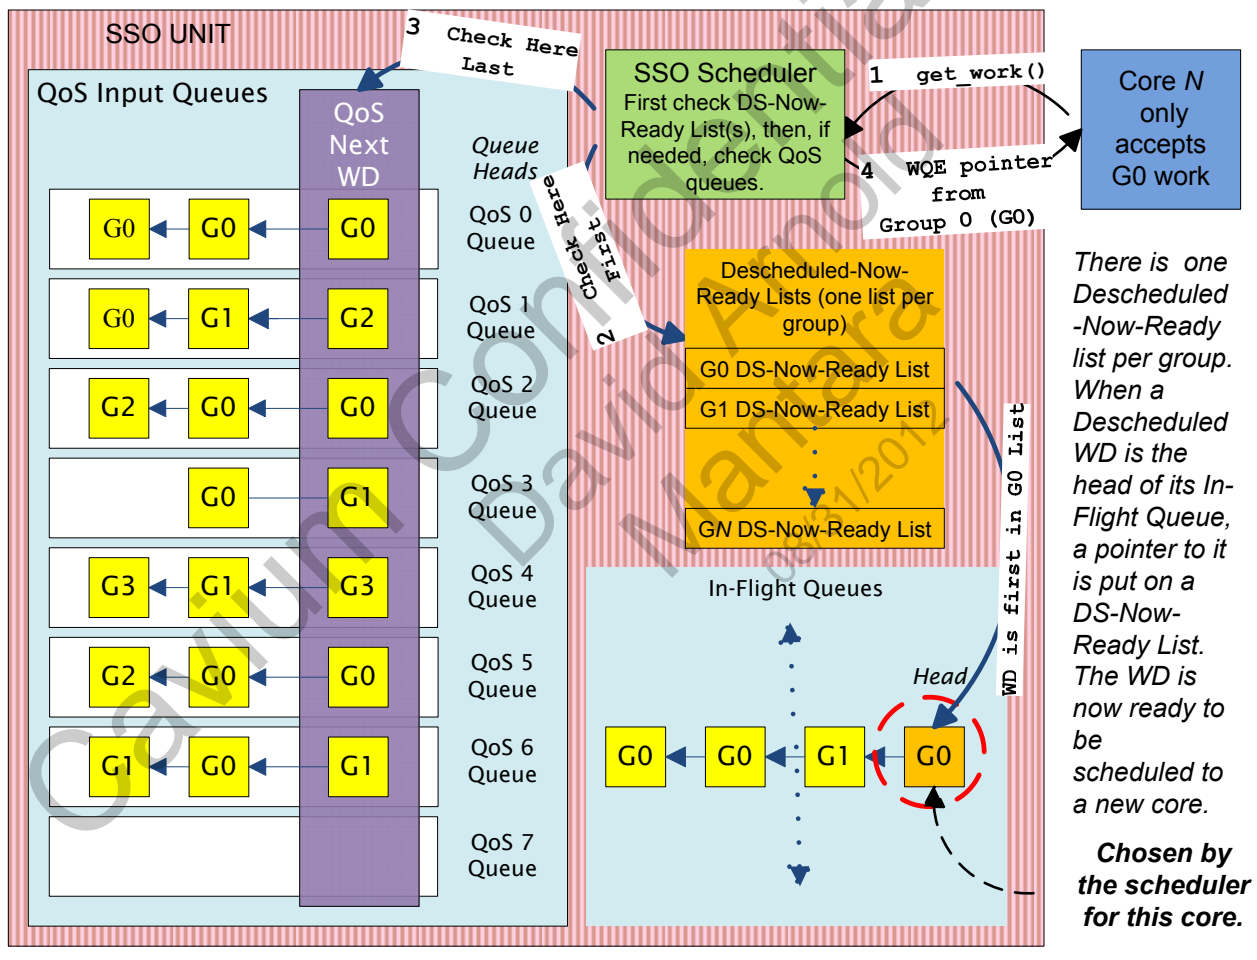 SSO UNIT
3 Check Here
Last
QoS Input Queues
QoS
Next
WD
Queue
Heads
G0 G0 G0
QoS 0
Queue
G0 G1 G2
QoS 1
Queue
G2 G0 G0
QoS 2
Queue
G0 G1
QoS 3
Queue
G3 G1 G3
QoS 4
Queue
G2 G0 G0
QoS 5
Queue
G1 G0 G1
QoS 6
Queue
QoS 7
Queue
SSO Scheduler
First check DS-Now-
Ready List(s), then, if
needed, check QoS
queues.
1 get_work()
4 WQE pointer
from
Group 0 (G0)
Core N
only
accepts
G0 work
2 Check Here
First
Descheduled-Now-
Ready Lists (one list per
group)
G0 DS-Now-Ready List
G1 DS-Now-Ready List
GN DS-Now-Ready List
WD is first in G0 List
In-Flight Queues
Head
G0 G0 G1 G0
There is one
Descheduled
-Now-Ready
list per group.
When a
Descheduled
WD is the
head of its In-
Flight Queue,
a pointer to it
is put on a
DS-Now-
Ready List.
The WD is
now ready to
be
scheduled to
a new core.
Chosen by
the scheduler
for this core.
Cavium Confidential
David Arnold
Mantara
08/31/2012